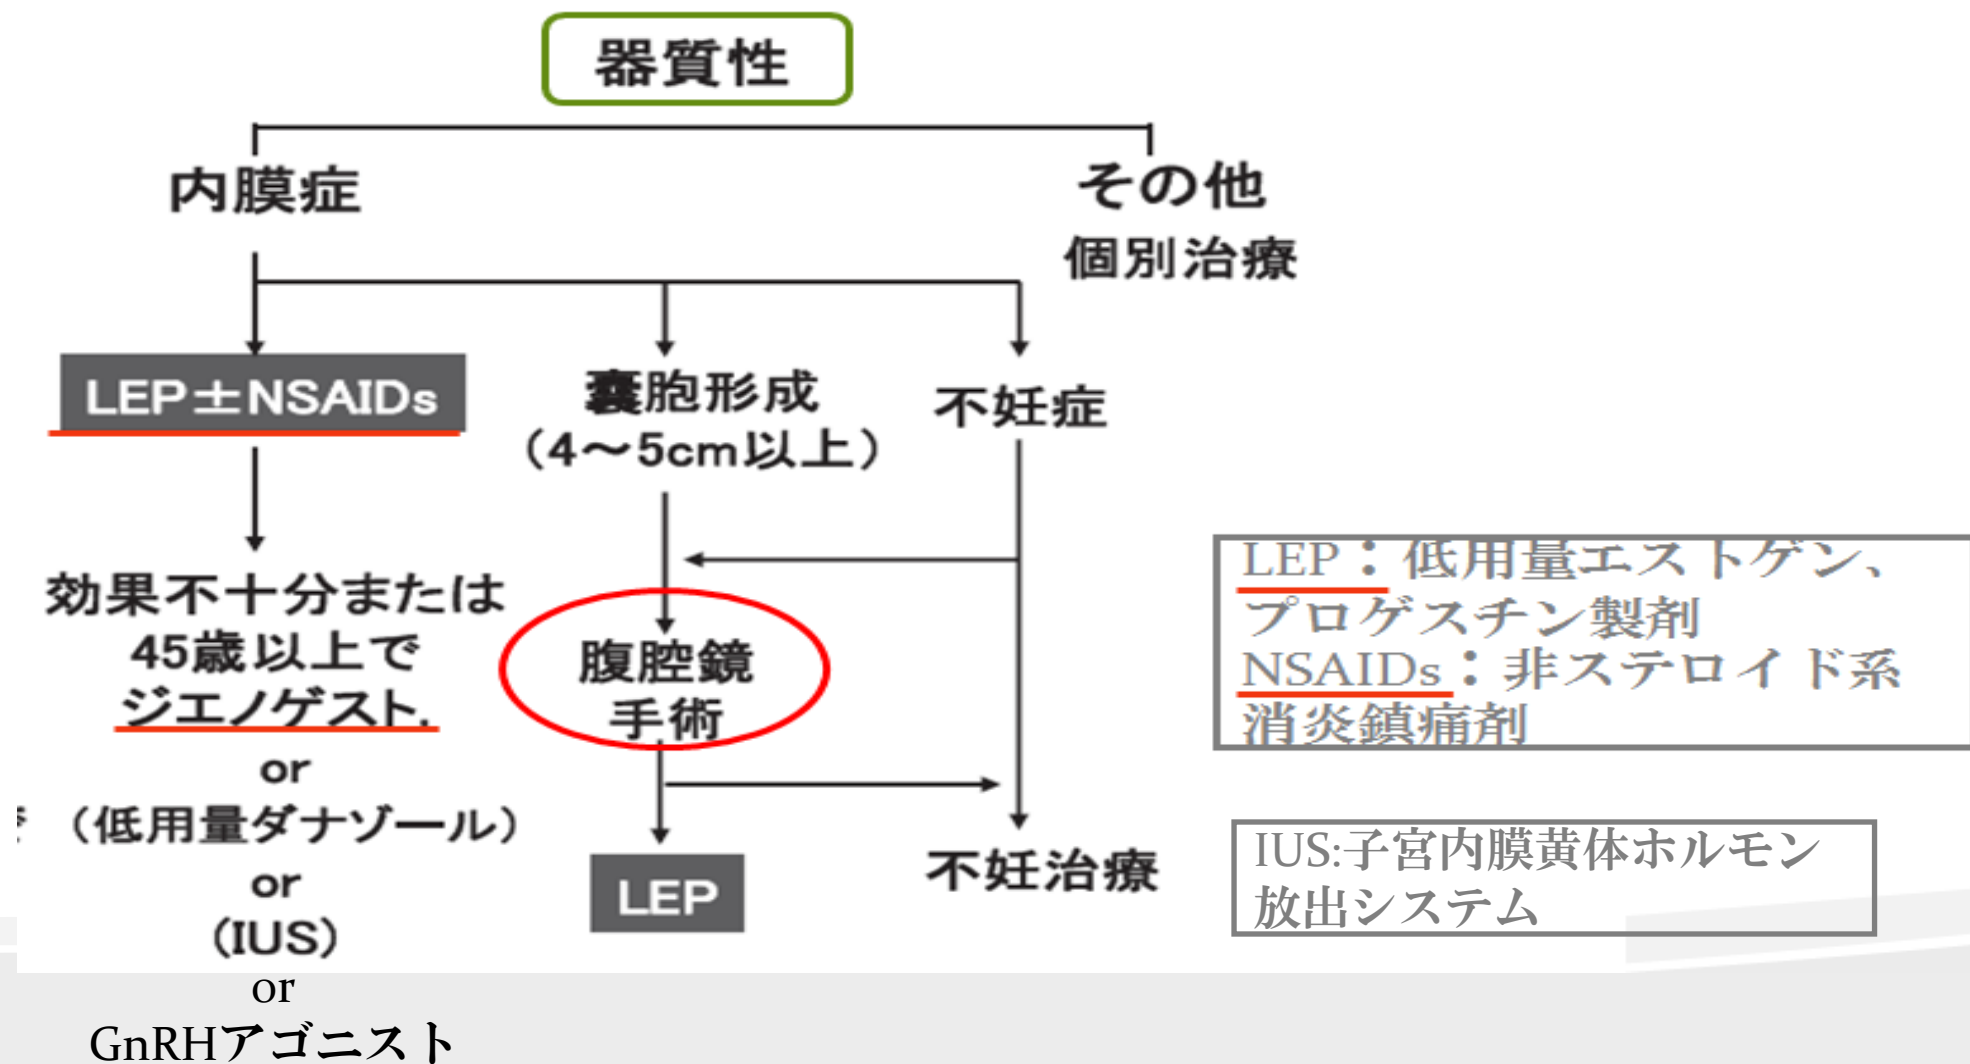 器質性
内膜症
その他
個別治療
LEP±NSAIDs
嚢胞形成
（4〜5cm以上）
不妊症
効果不十分または
45歳以上で
ジエノゲスト.
or
（低用量ダナゾール）
or
(IUS)
or
GnRHアゴニスト
腹腔鏡
手術
LEP
不妊治療
LEP：低用量エストゲン、
プロゲスチン製剤
NSAIDs：非ステロイド系
消炎鎮痛剤
IUS:子宮内膜黄体ホルモン
放出システム